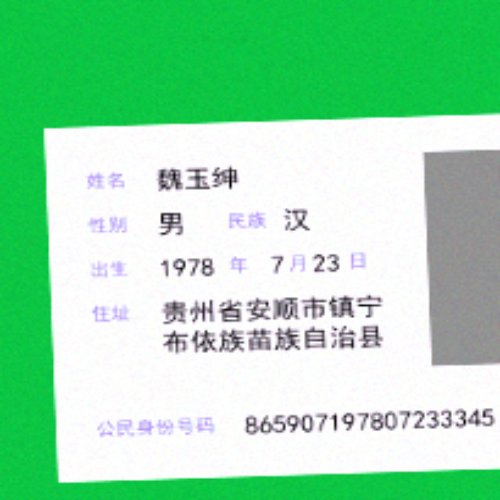 姓名 魏玉绅
性别 男 民族 汉
出生 1978 年 7 月 23 日
住址 贵州省安顺市镇宁
布依族苗族自治县
公民身份号码 865907197807233345